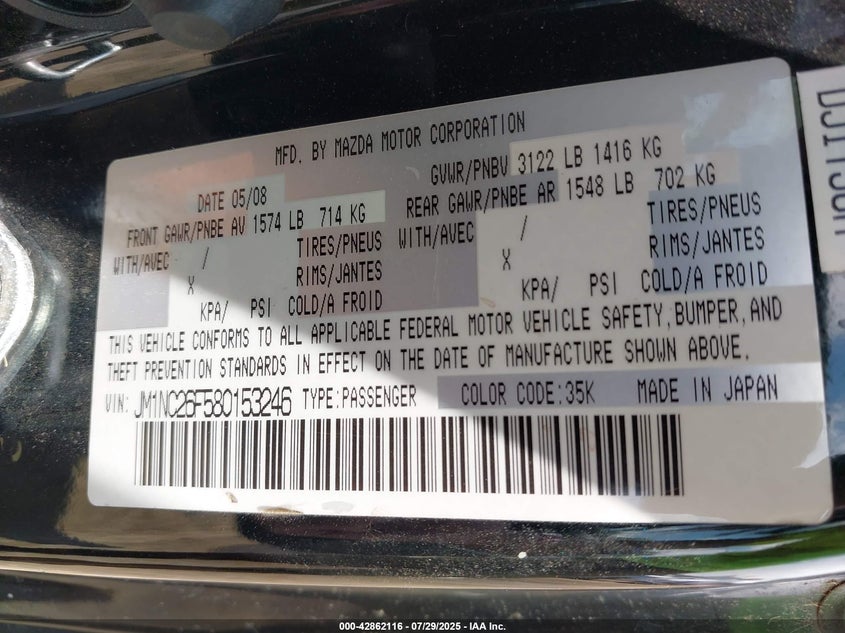 MFD. BY MAZDA MOTOR CORPORATION
DATE 05/08
GVWR/PNBV 3122 LB 1416 KG
FRONT GAWR/PNBE AV 1574 LB 714 KG
REAR GAWR/PNBE AR 1548 LB 702 KG
WITH/AVEC / TIRES/PNEUS
WITH/AVEC / TIRES/PNEUS
X RIMS/JANTES
X RIMS/JANTES
KPA/ PSI COLD/A FROID
KPA/ PSI COLD/A FROID
THIS VEHICLE CONFORMS TO ALL APPLICABLE FEDERAL MOTOR VEHICLE SAFETY, BUMPER, AND
THEFT PREVENTION STANDARDS IN EFFECT ON THE DATE OF MANUFACTURE SHOWN ABOVE.
VIN: JM1NC26F580153246 TYPE:PASSENGER COLOR CODE:35K MADE IN JAPAN
000-42862116 - 07/29/2025 - IAA Inc.